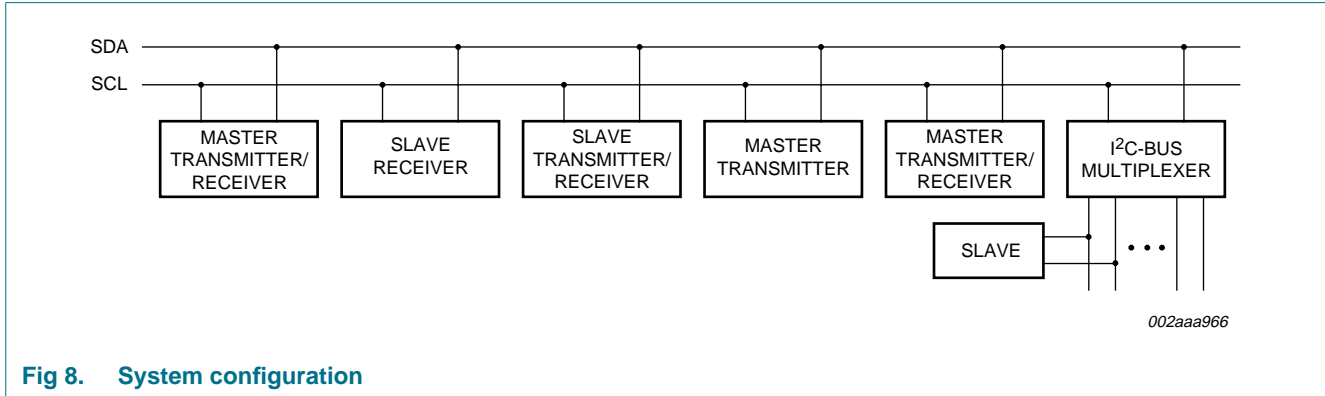 SDA
SCL
MASTER
TRANSMITTER/
RECEIVER
SLAVE
RECEIVER
SLAVE
TRANSMITTER/
RECEIVER
MASTER
TRANSMITTER
MASTER
TRANSMITTER/
RECEIVER
I²C-BUS
MULTIPLEXER
SLAVE
002aaa966
Fig 8. System configuration